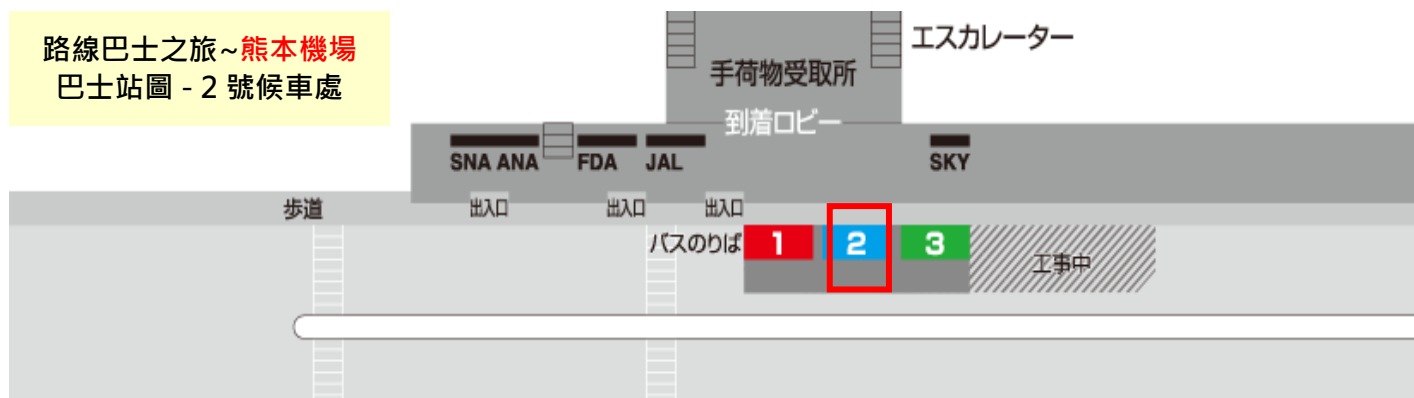 路線巴士之旅~熊本機場
巴士站圖 - 2 號候車處
エスカレーター
手荷物受取所
到着ロビー
SNA ANA
FDA
JAL
SKY
歩道
出入口
出入口
出入口
バスのりば
1
2
3
工事中